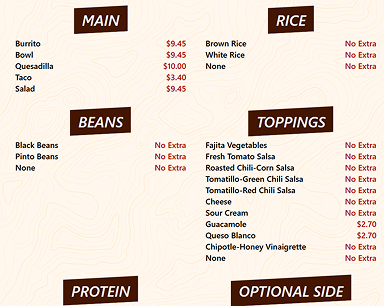 MAIN
Burrito $9.45
Bowl $9.45
Quesadilla $10.00
Taco $3.40
Salad $9.45
RICE
Brown Rice No Extra
White Rice No Extra
None No Extra
BEANS
Black Beans No Extra
Pinto Beans No Extra
None No Extra
TOPPINGS
Fajita Vegetables No Extra
Fresh Tomato Salsa No Extra
Roasted Chili-Corn Salsa No Extra
Tomatillo-Green Chili Salsa No Extra
Tomatillo-Red Chili Salsa No Extra
Cheese No Extra
Sour Cream No Extra
Guacamole $2.70
Queso Blanco $2.70
Chipotle-Honey Vinaigrette No Extra
None No Extra
PROTEIN
OPTIONAL SIDE